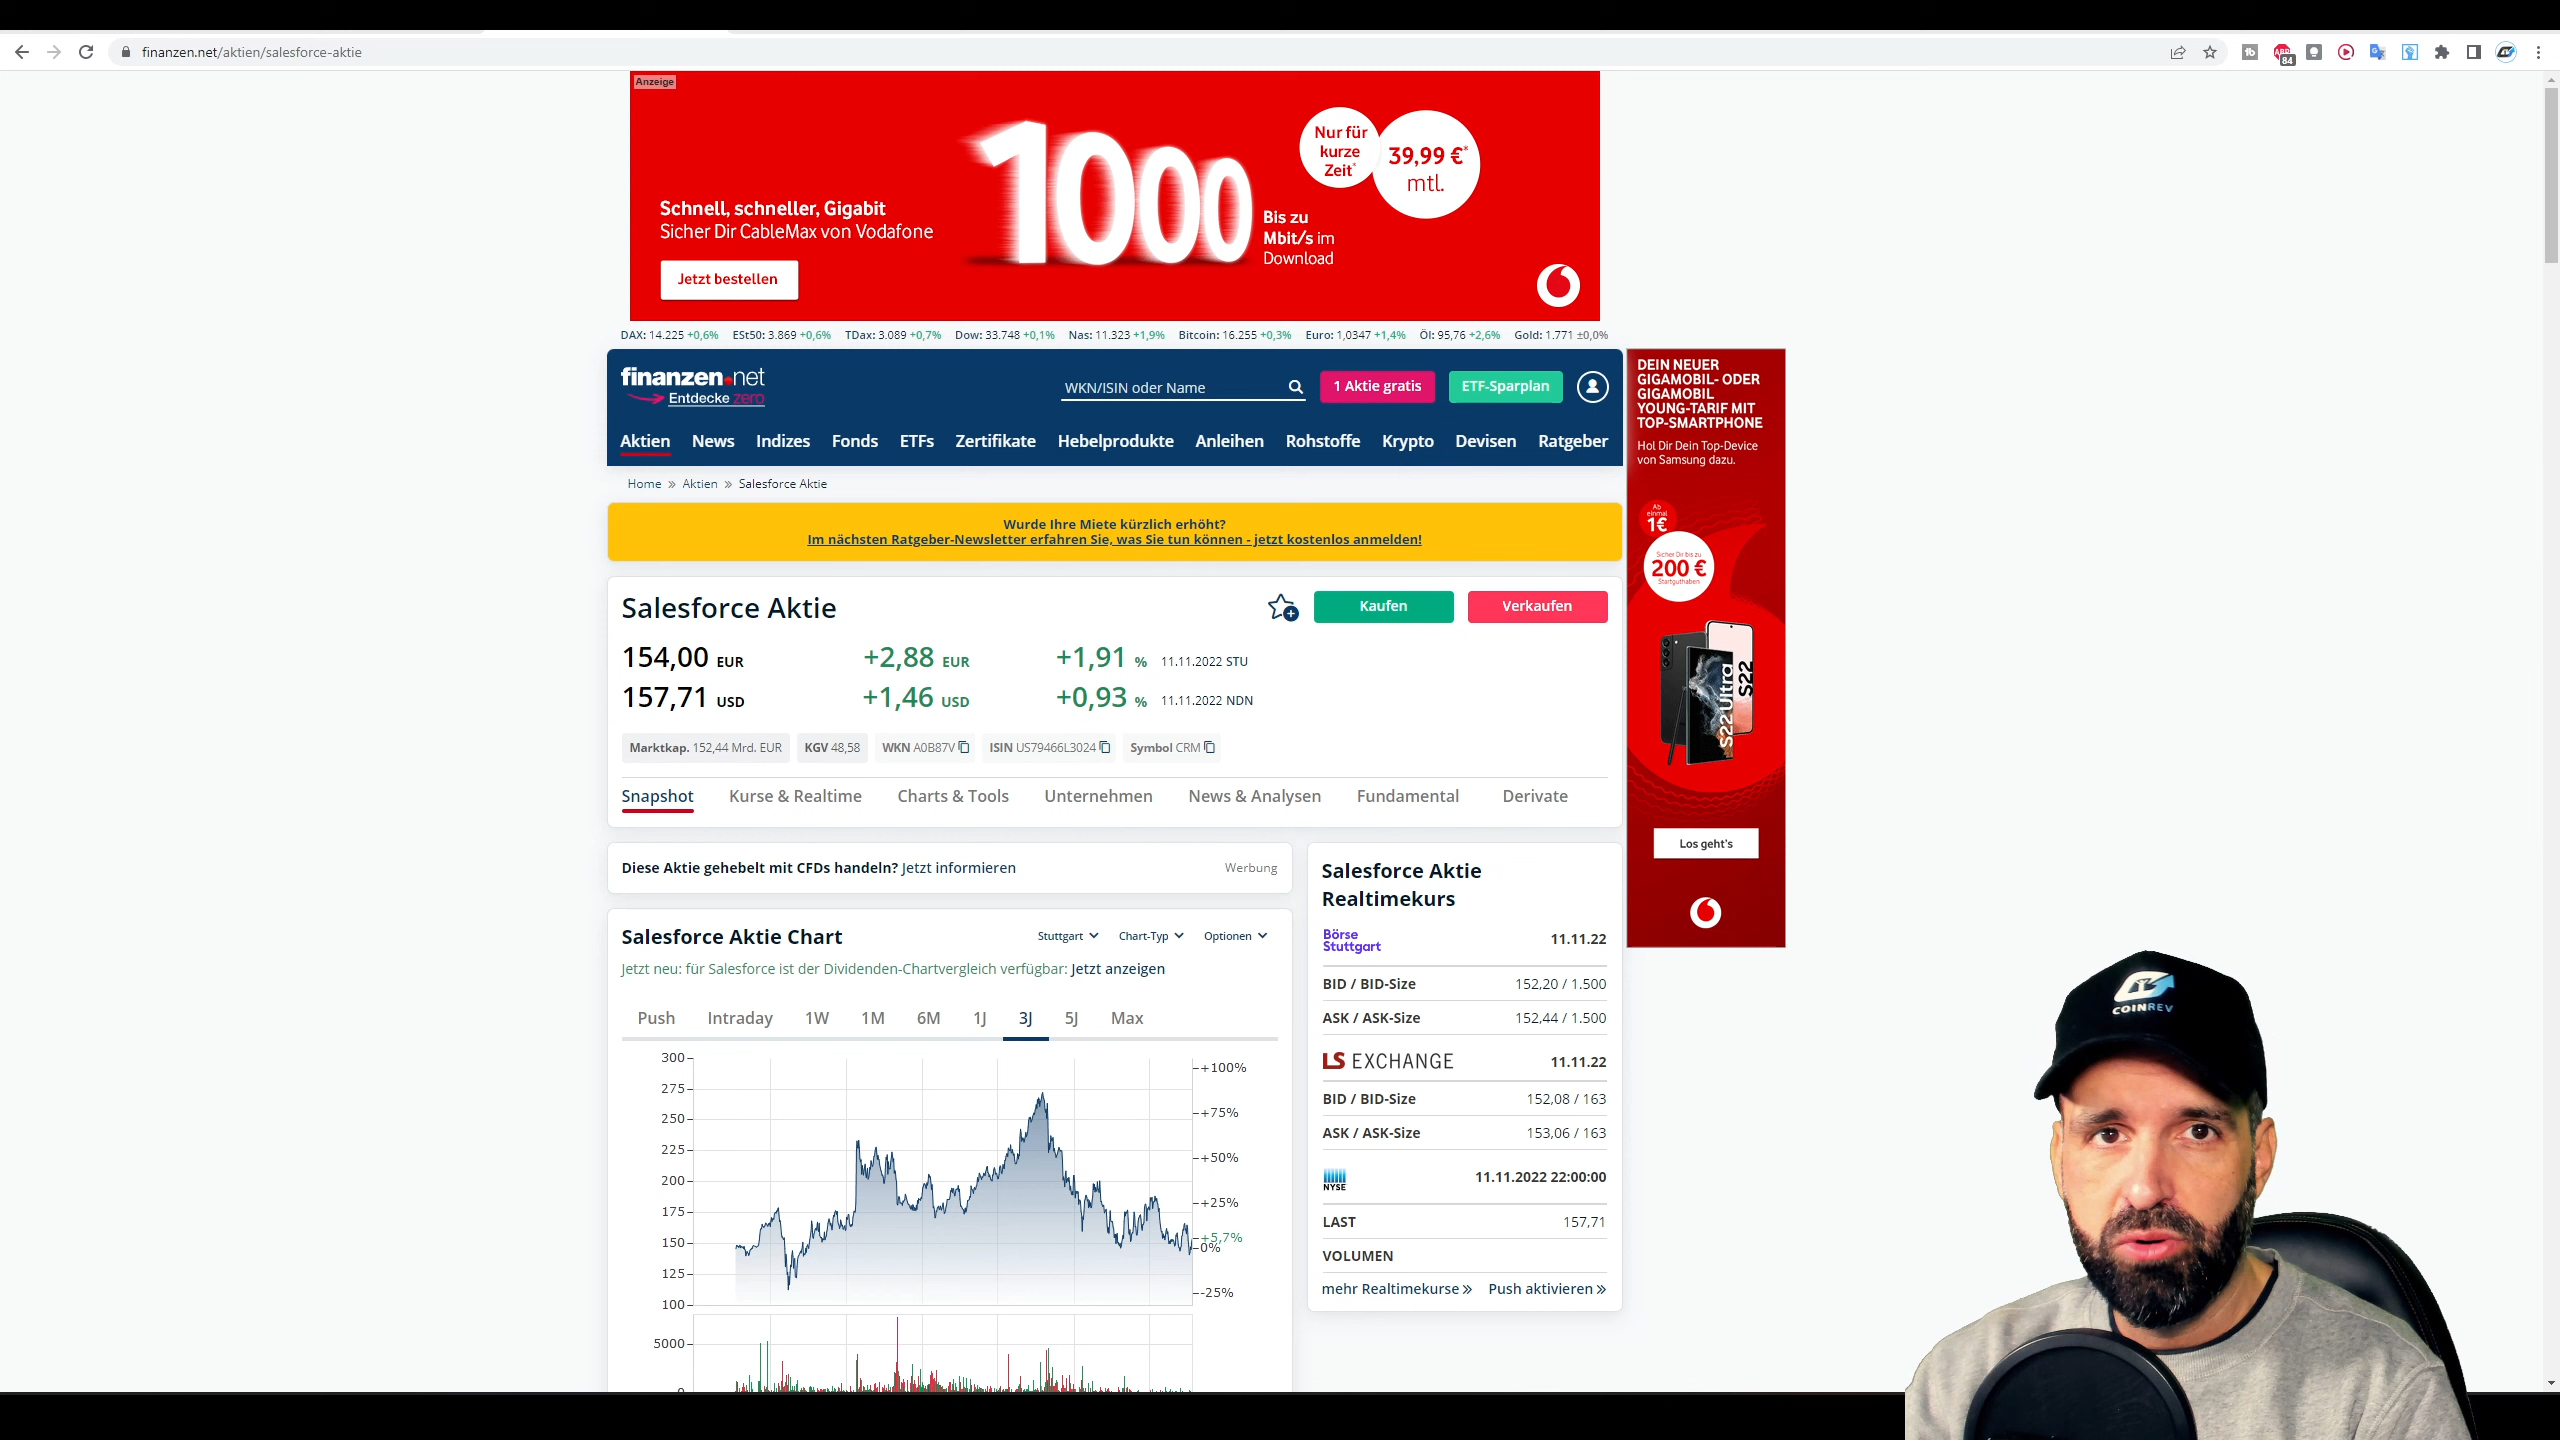 finanzen.net/aktien/salesforce-aktie
84
Anzeige
Schnell, schneller, Gigabit
Sicher Dir CableMax von Vodafone
Jetzt bestellen
1000
Bis zu
Mbit/s im
Download
Nur für
kurze
Zeit*
39,99 €*
mtl.
DAX: 14.225 +0,6% ESt50: 3.869 +0,6% TDax: 3.089 +0,7% Dow: 33.748 +0,1% Nas: 11.323 +1,9% Bitcoin: 16.255 +0,3% Euro: 1,0347 +1,4% Öl: 95,76 +2,6% Gold: 1.771 ±0,0%
finanzen.net
Entdecke zero
WKN/ISIN oder Name
1 Aktie gratis
ETF-Sparplan
Aktien News Indizes Fonds ETFs Zertifikate Hebelprodukte Anleihen Rohstoffe Krypto Devisen Ratgeber
Home » Aktien » Salesforce Aktie
Wurde Ihre Miete kürzlich erhöht?
Im nächsten Ratgeber-Newsletter erfahren Sie, was Sie tun können - jetzt kostenlos anmelden!
Salesforce Aktie
Kaufen
Verkaufen
154,00 EUR +2,88 EUR +1,91 % 11.11.2022 STU
157,71 USD +1,46 USD +0,93 % 11.11.2022 NDN
Marktkap. 152,44 Mrd. EUR KGV 48,58 WKN A0B87V ISIN US79466L3024 Symbol CRM
Snapshot Kurse & Realtime Charts & Tools Unternehmen News & Analysen Fundamental Derivate
Diese Aktie gehebelt mit CFDs handeln? Jetzt informieren
Werbung
Salesforce Aktie Chart
Stuttgart Chart-Typ Optionen
Jetzt neu: für Salesforce ist der Dividenden-Chartvergleich verfügbar: Jetzt anzeigen
Push Intraday 1W 1M 6M 1J 3J 5J Max
300
275
250
225
200
175
150
125
100
+100%
+75%
+50%
+25%
+5,7%
0%
-25%
5000
0
Salesforce Aktie
Realtimekurs
Börse
Stuttgart
11.11.22
BID / BID-Size 152,20 / 1.500
ASK / ASK-Size 152,44 / 1.500
LS EXCHANGE 11.11.22
BID / BID-Size 152,08 / 163
ASK / ASK-Size 153,06 / 163
NYSE
11.11.2022 22:00:00
LAST 157,71
VOLUMEN
mehr Realtimekurse » Push aktivieren »
DEIN NEUER
GIGAMOBIL- ODER
GIGAMOBIL
YOUNG-TARIF MIT
TOP-SMARTPHONE
Hol Dir Dein Top-Device
von Samsung dazu.
Ab
einmal
1€
Sicher Dir bis zu
200 €
Startguthaben
S22 Ultra
S22
Los geht's
COINREV